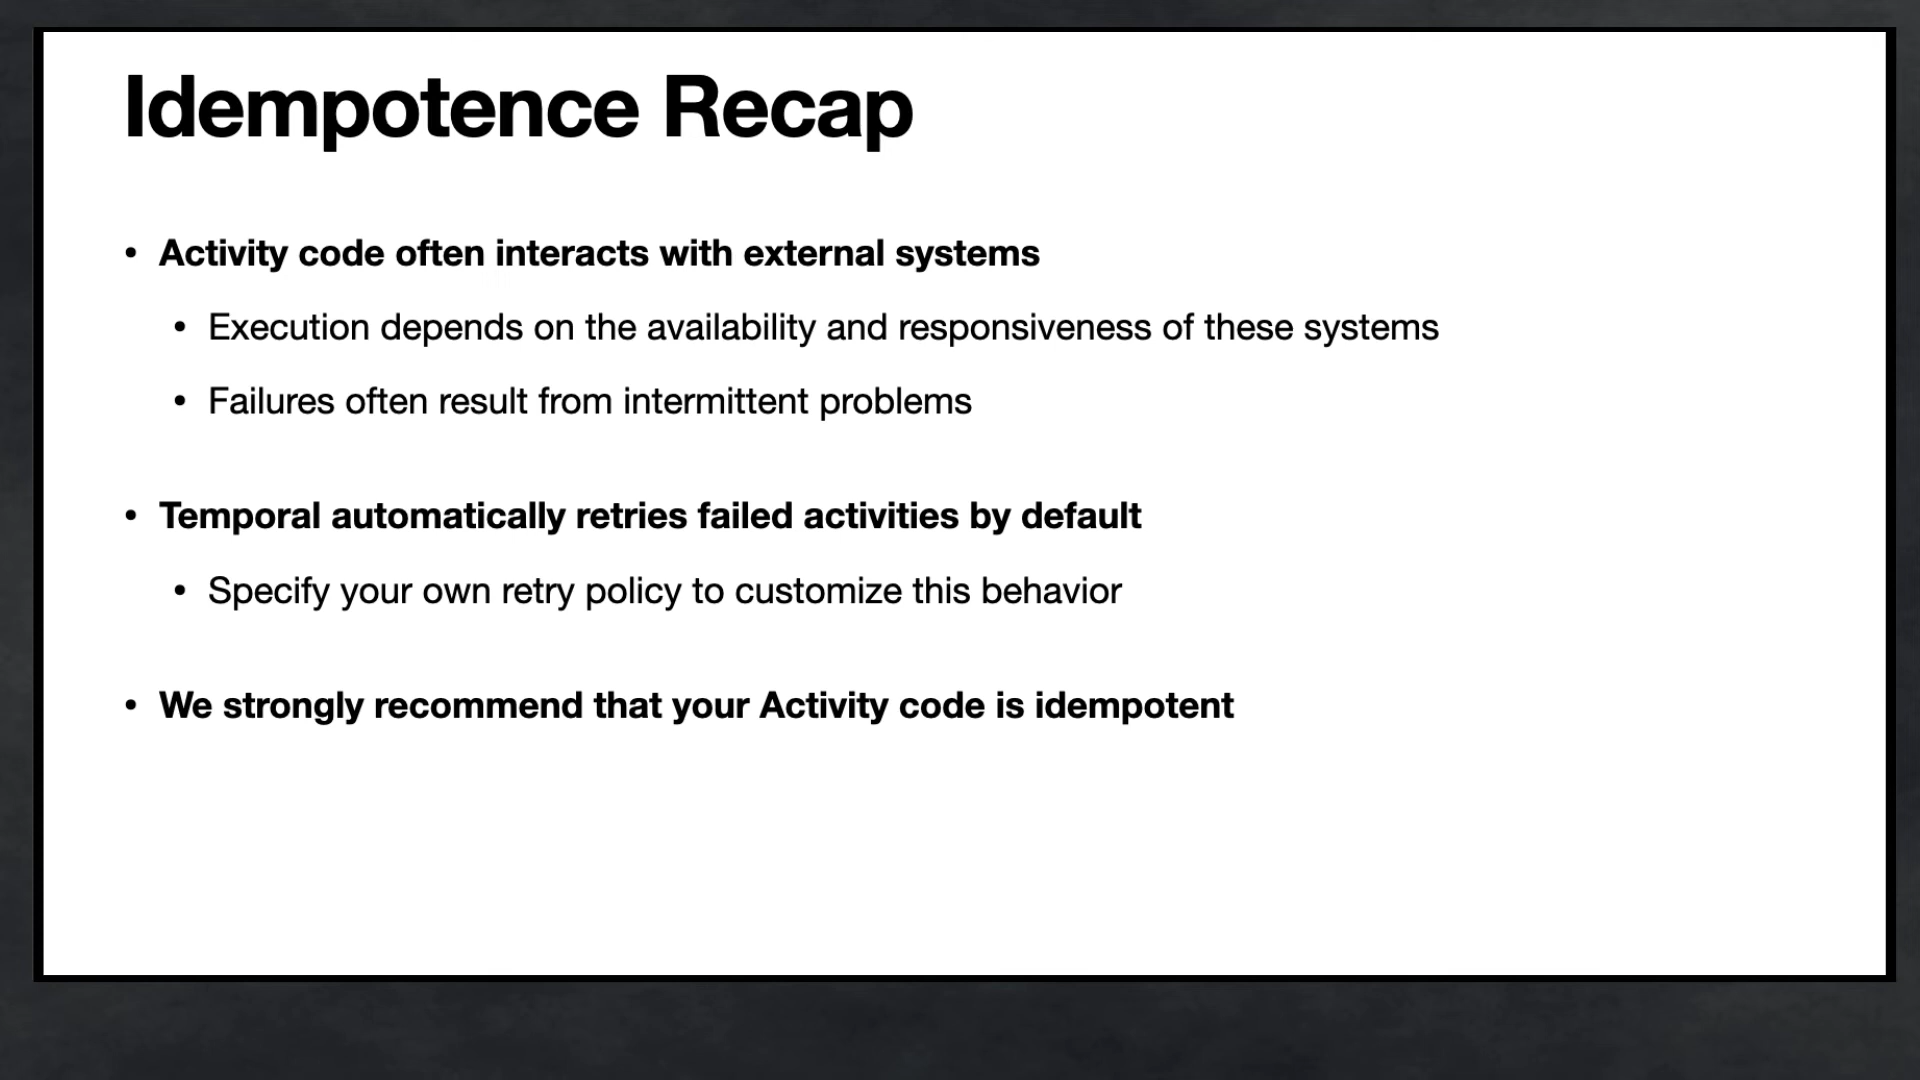 Idempotence Recap
• Activity code often interacts with external systems
• Execution depends on the availability and responsiveness of these systems
• Failures often result from intermittent problems
• Temporal automatically retries failed activities by default
• Specify your own retry policy to customize this behavior
• We strongly recommend that your Activity code is idempotent